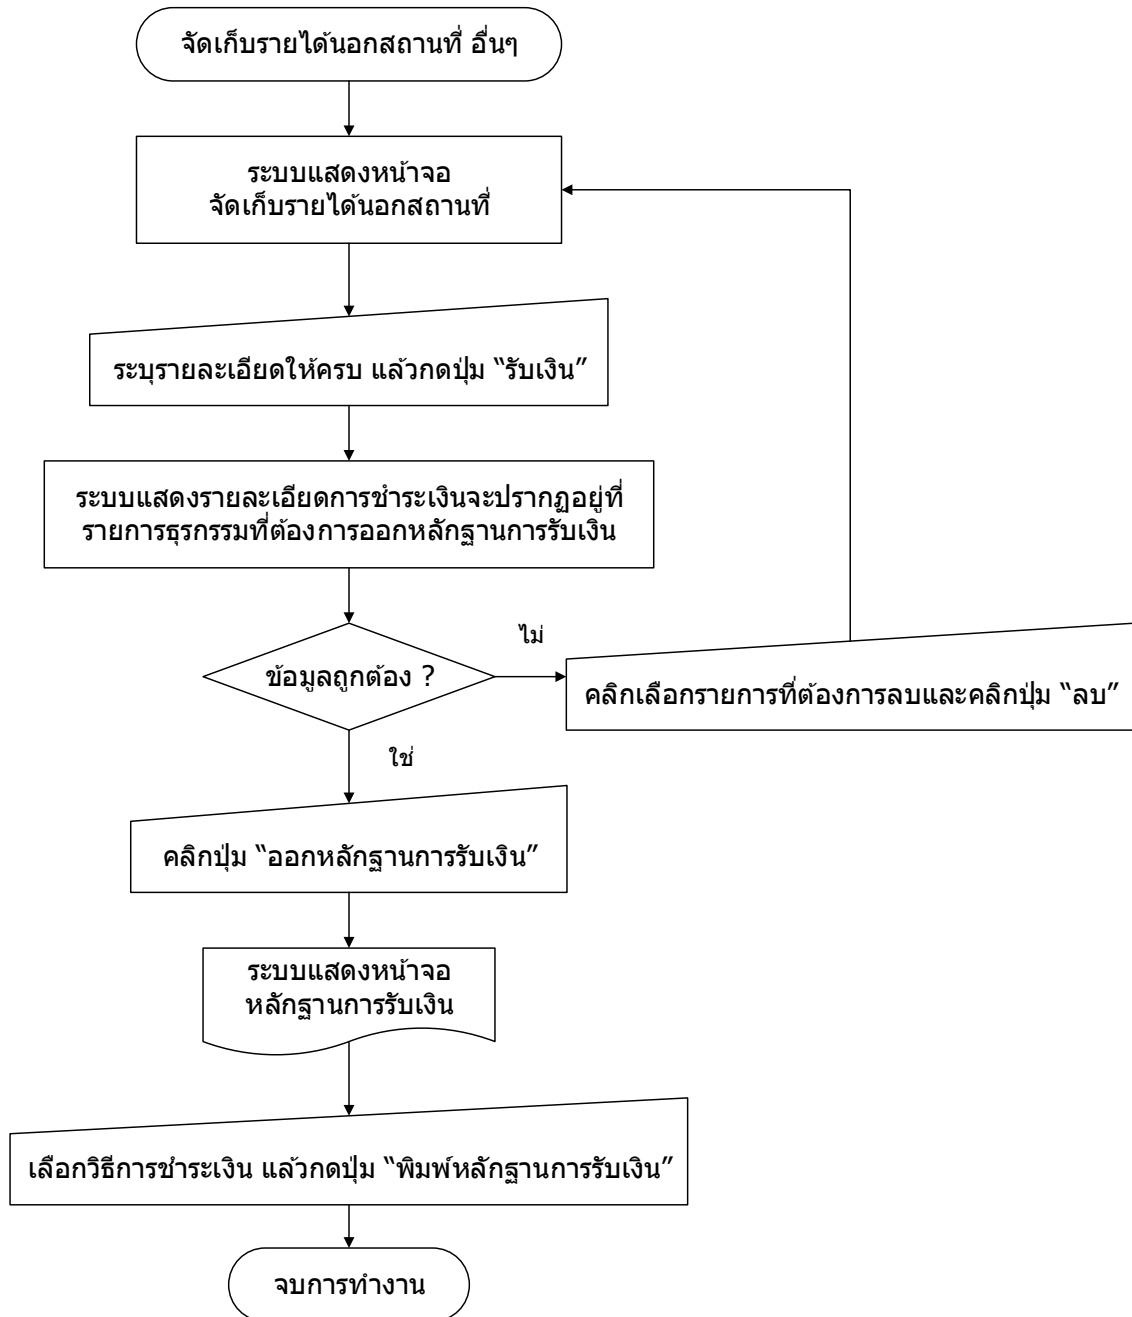 จัดเก็บรายได้นอกสถานที่ อื่นๆ
ระบบแสดงหน้าจอ
จัดเก็บรายได้นอกสถานที่
ระบุรายละเอียดให้ครบ แล้วกดปุ่ม “รับเงิน”
ระบบแสดงรายละเอียดการชำระเงินจะปรากฏอยู่ที่
รายการธุรกรรมที่ต้องการออกหลักฐานการรับเงิน
ข้อมูลถูกต้อง ?
ไม่
คลิกเลือกรายการที่ต้องการลบและคลิกปุ่ม “ลบ”
ใช่
คลิกปุ่ม “ออกหลักฐานการรับเงิน”
ระบบแสดงหน้าจอ
หลักฐานการรับเงิน
เลือกวิธีการชำระเงิน แล้วกดปุ่ม “พิมพ์หลักฐานการรับเงิน”
จบการทำงาน